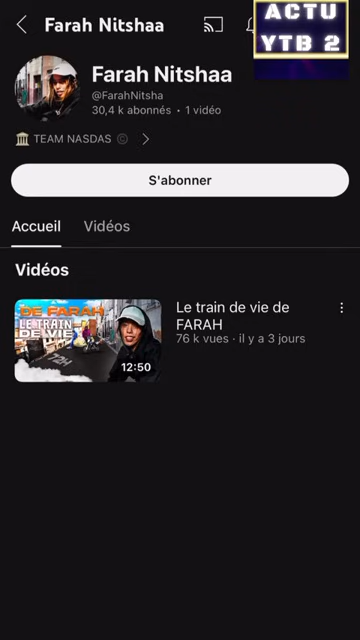 Farah Nitshaa
ACTU
YTB 2
Farah Nitshaa
@FarahNitsha
30,4 k abonnés • 1 vidéo
TEAM NASDAS ©
S'abonner
Accueil
Vidéos
Vidéos
DE FARAH
LE TRAIN
DE VIE
12:50
Le train de vie de
FARAH
76 k vues · il y a 3 jours